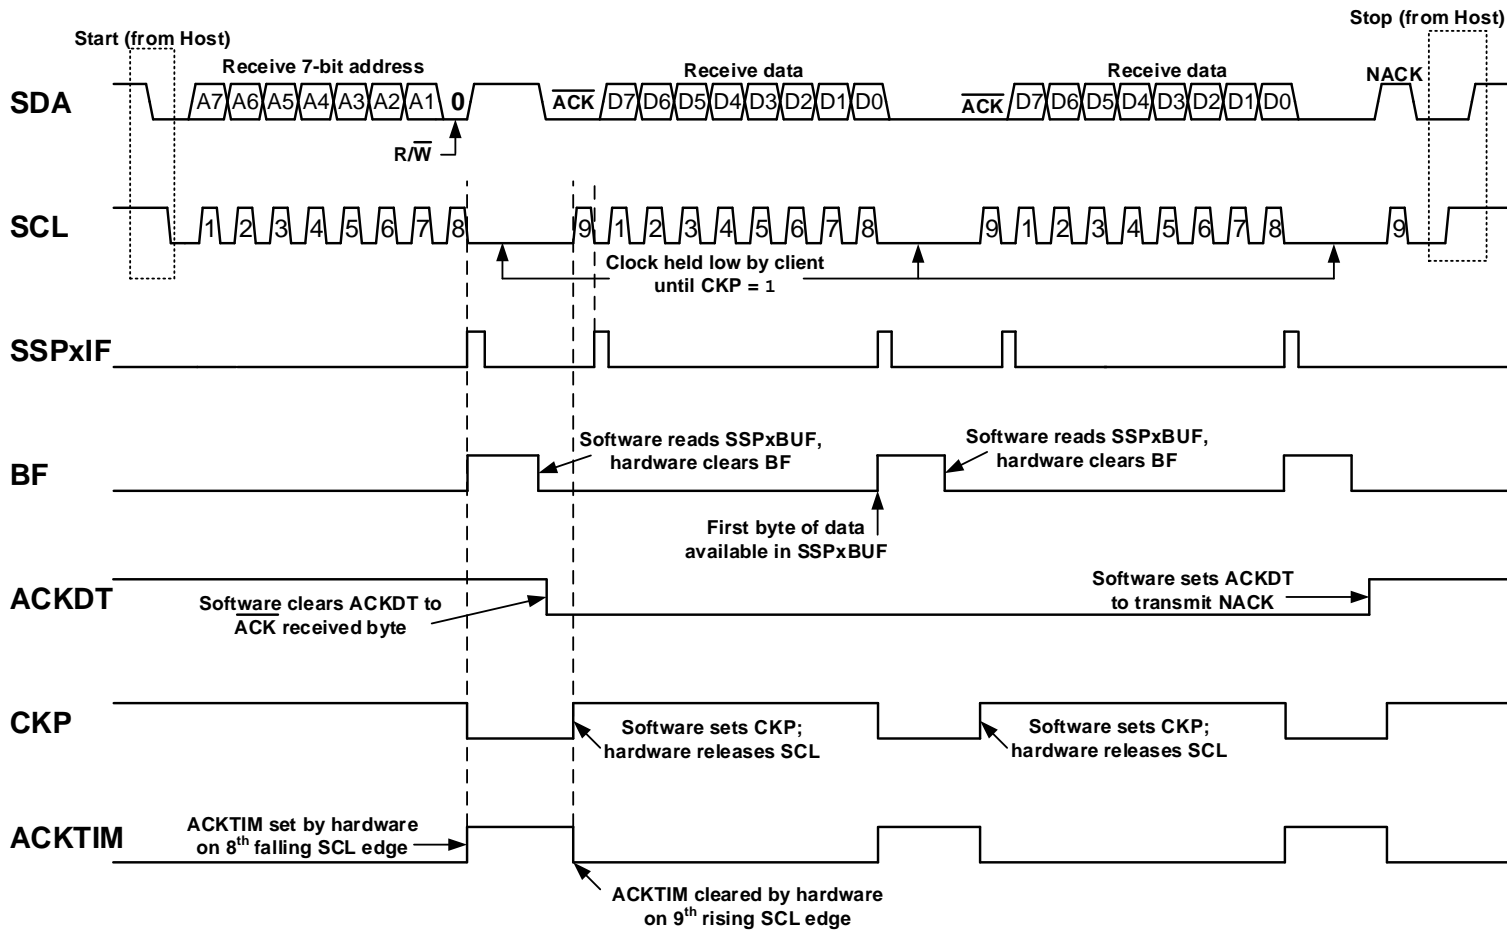 Start (from Host)
Stop (from Host)
Receive 7-bit address
Receive data
Receive data
NACK
SDA
A7 A6 A5 A4 A3 A2 A1 0 ACK D7 D6 D5 D4 D3 D2 D1 D0 ACK D7 D6 D5 D4 D3 D2 D1 D0
R/W
SCL
1 2 3 4 5 6 7 8 9 1 2 3 4 5 6 7 8 9 1 2 3 4 5 6 7 8 9
Clock held low by client
until CKP = 1
SSPxIF
BF
Software reads SSPxBUF,
hardware clears BF
Software reads SSPxBUF,
hardware clears BF
First byte of data
available in SSPxBUF
ACKDT
Software clears ACKDT to
ACK received byte
Software sets ACKDT
to transmit NACK
CKP
Software sets CKP;
hardware releases SCL
Software sets CKP;
hardware releases SCL
ACKTIM
ACKTIM set by hardware
on 8th falling SCL edge
ACKTIM cleared by hardware
on 9th rising SCL edge